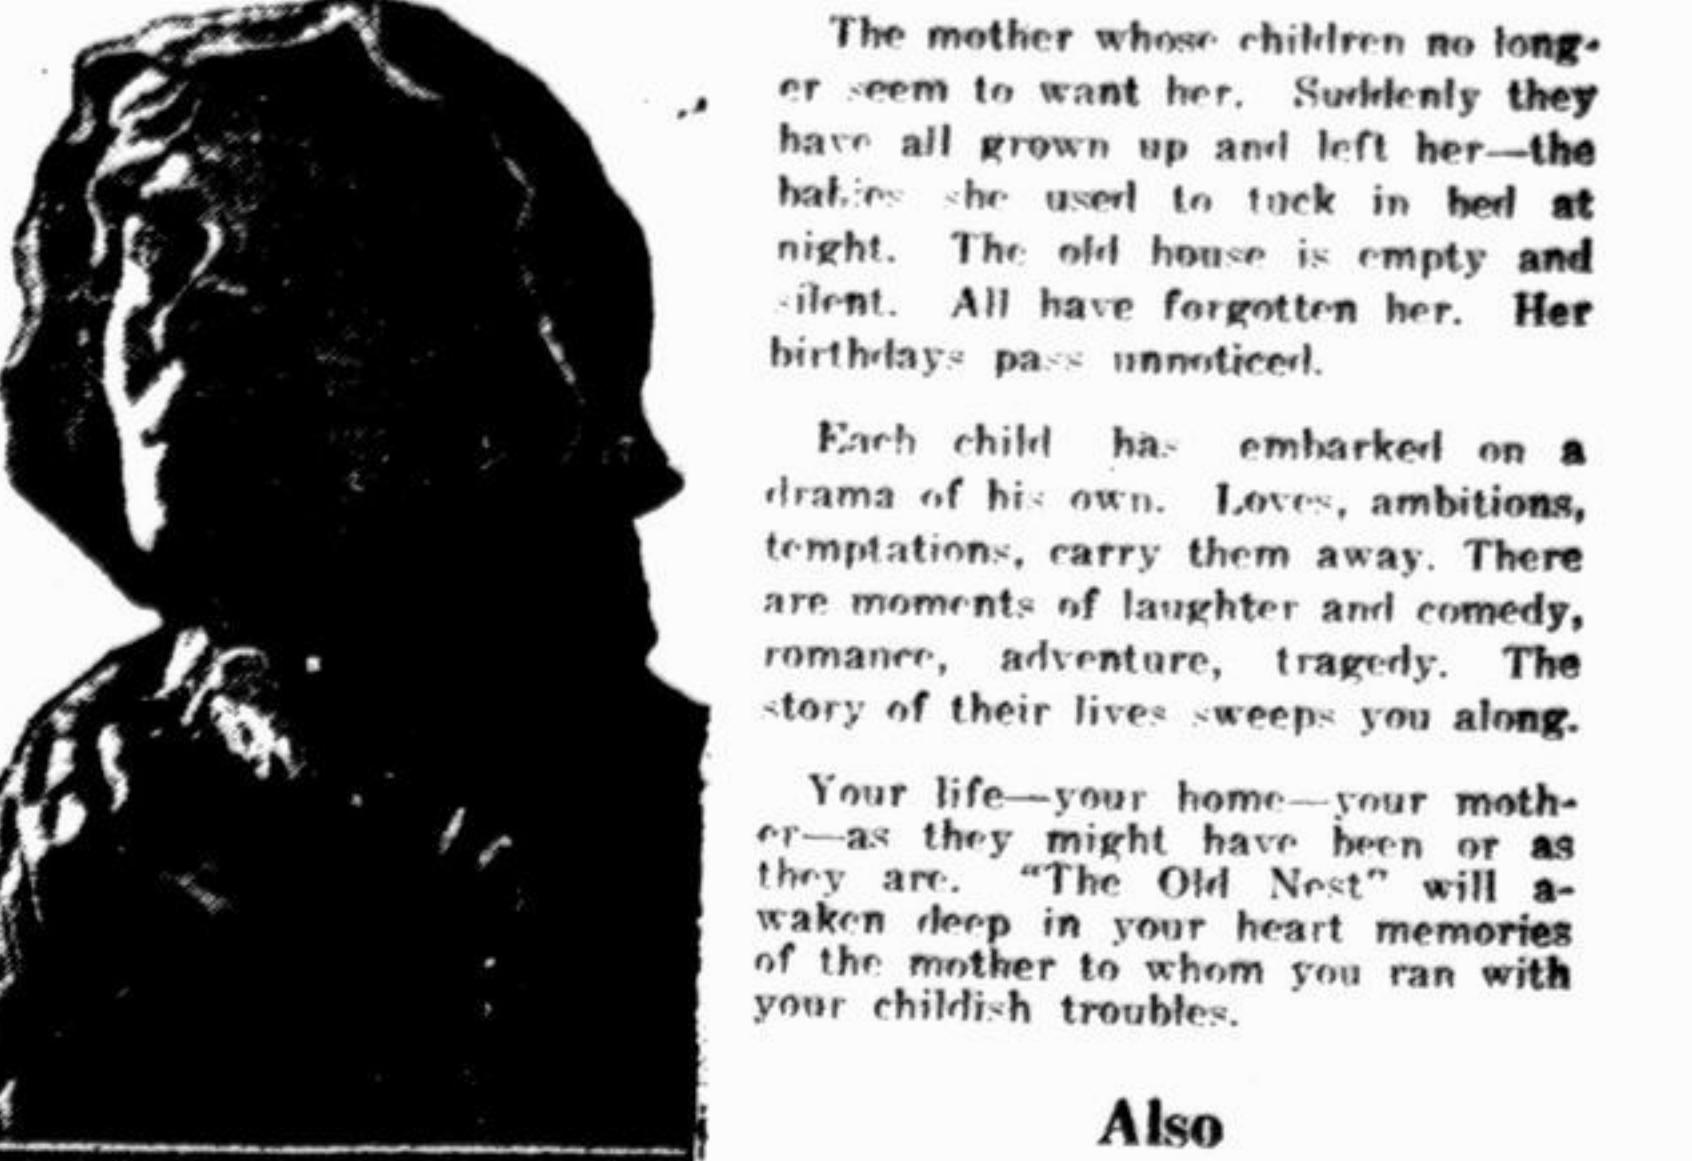 The mother whose children no long-
er seem to want her. Suddenly they
have all grown up and left her—the
babies she used to tuck in bed at
night. The old house is empty and
silent. All have forgotten her. Her
birthdays pass unnoticed.
Each child has embarked on a
drama of his own. Loves, ambitions,
temptations, carry them away. There
are moments of laughter and comedy,
romance, adventure, tragedy. The
story of their lives sweeps you along.
Your life—your home—your moth-
er—as they might have been or as
they are. "The Old Nest" will a-
waken deep in your heart memories
of the mother to whom you ran with
your childish troubles.
Also